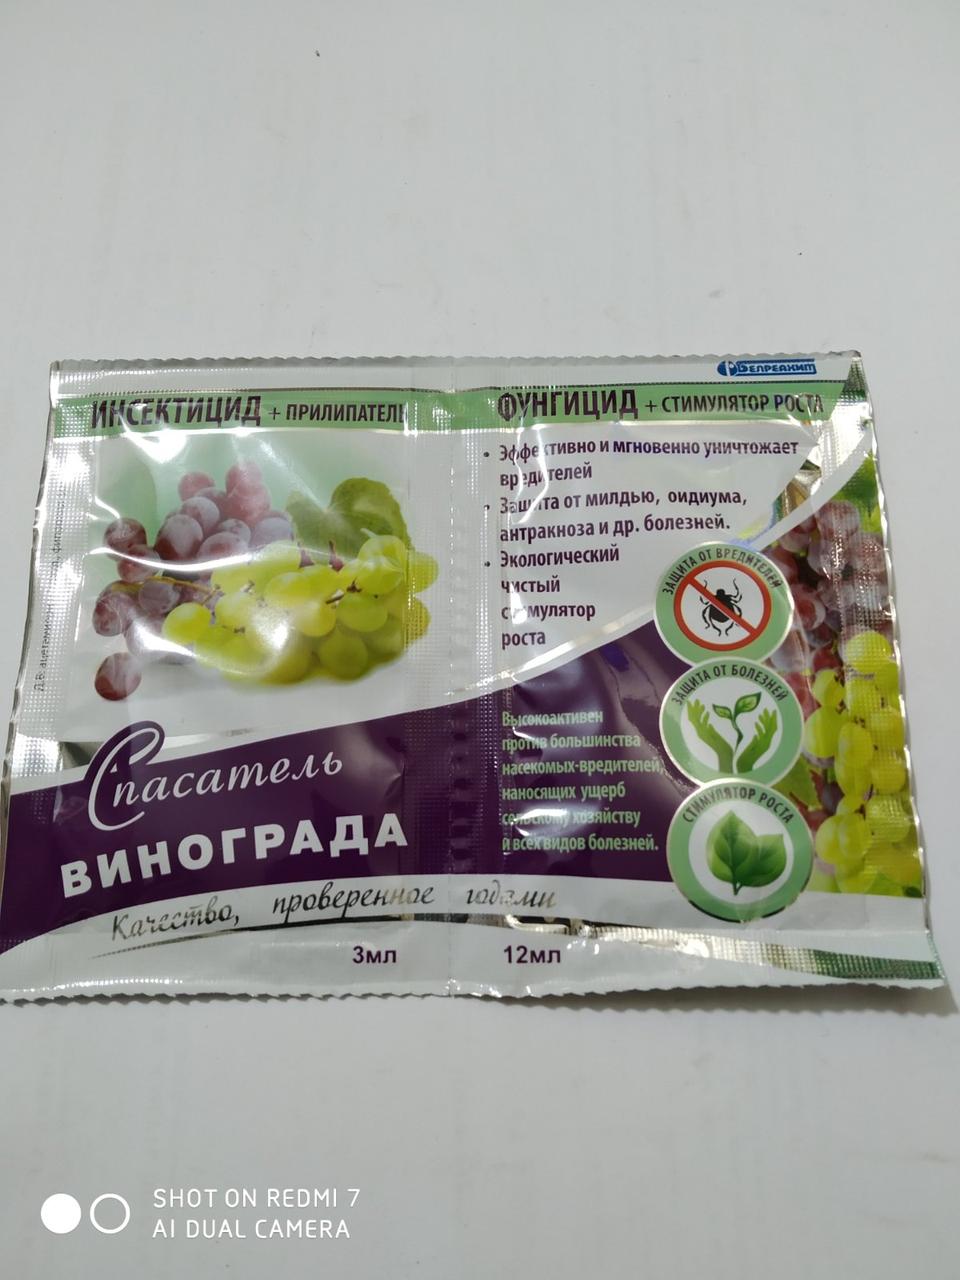 Белреахим
ИНСЕКТИЦИД + ПРИЛИПАТЕЛЬ
ФУНГИЦИД + СТИМУЛЯТОР РОСТА
• Эффективно и мгновенно уничтожает
вредителей
• Защита от милдью, оидиума,
антракноза и др. болезней.
• Экологический
чистый
стимулятор
роста
ЗАЩИТА ОТ ВРЕДИТЕЛЕЙ
ЗАЩИТА ОТ БОЛЕЗНЕЙ
СТИМУЛЯТОР РОСТА
Высокоактивен
против большинства
насекомых-вредителей,
наносящих ущерб
сельскому хозяйству
и всех видов болезней.
Спасатель
ВИНОГРАДА
Качество, проверенное годами
3мл
12мл
SHOT ON REDMI 7
AI DUAL CAMERA